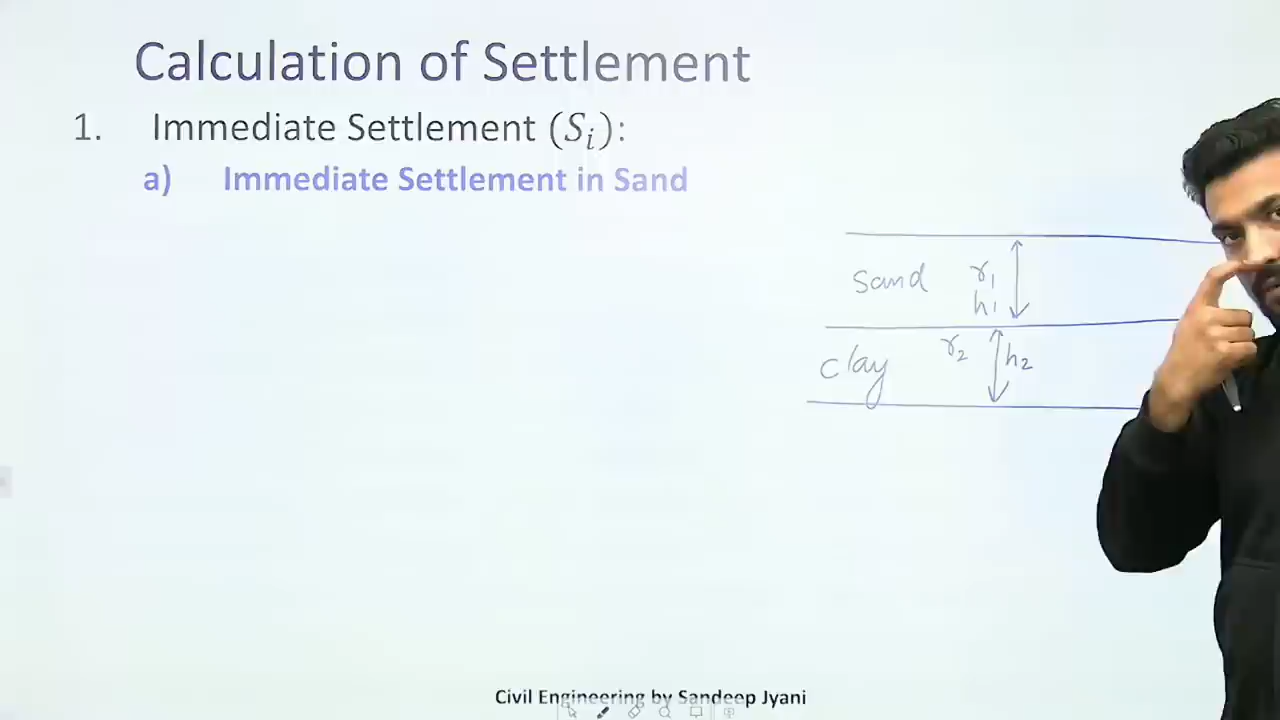 Calculation of Settlement
1. Immediate Settlement (Sᵢ):
a) Immediate Settlement in Sand
sand γ₁
h₁
clay γ₂ h₂
Civil Engineering by Sandeep Jyani